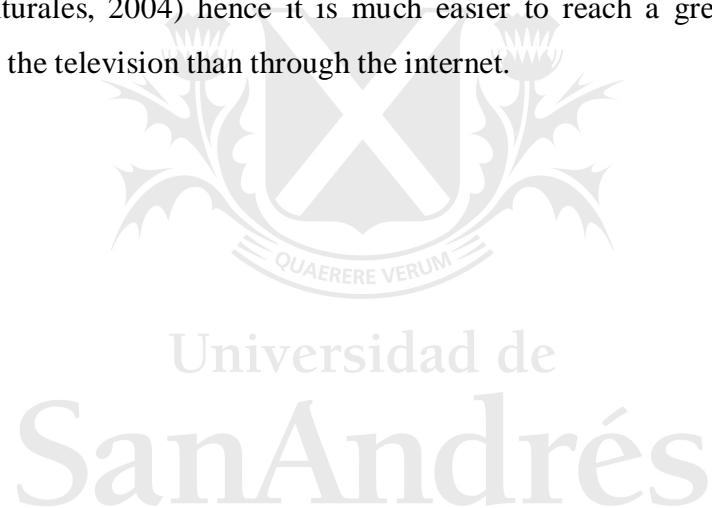 nturales, 2004) hence it is much easier to reach a gre
the television than through the internet.
QUAERERE VERUM
Universidad de
SanAndrés